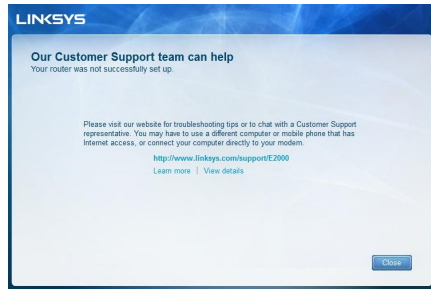 LINKSYS
Our Customer Support team can help
Your router was not successfully set up.
Please visit our website for troubleshooting tips or to chat with a Customer Support
representative. You may have to use a different computer or mobile phone that has
Internet access, or connect your computer directly to your modem.
http://www.linksys.com/support/E2000
Learn more | View details
Close